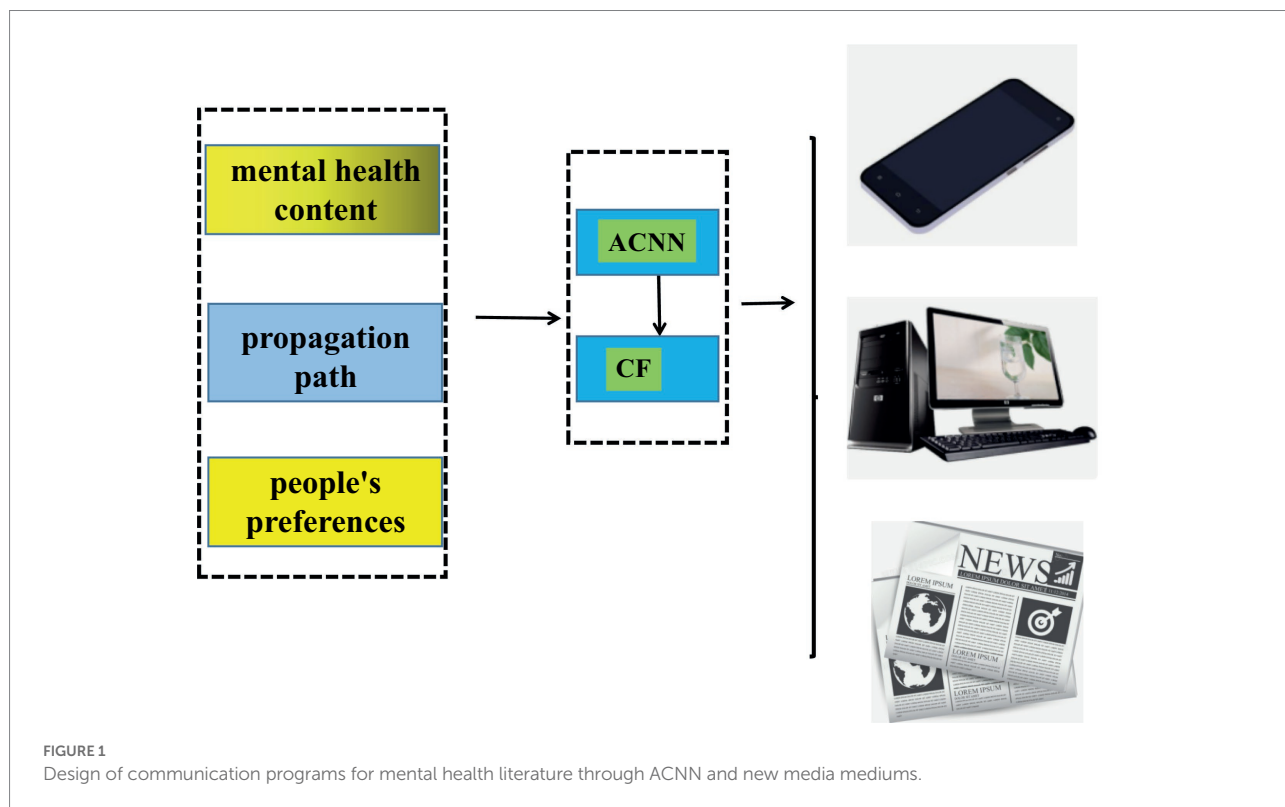 mental health
content
propagation
path
people's
preferences
ACNN
CF
NEWS
LOREM IPSUM
LOREM IPSUM
LOREM IPSUM
FIGURE 1
Design of communication programs for mental health literature through ACNN and new media mediums.